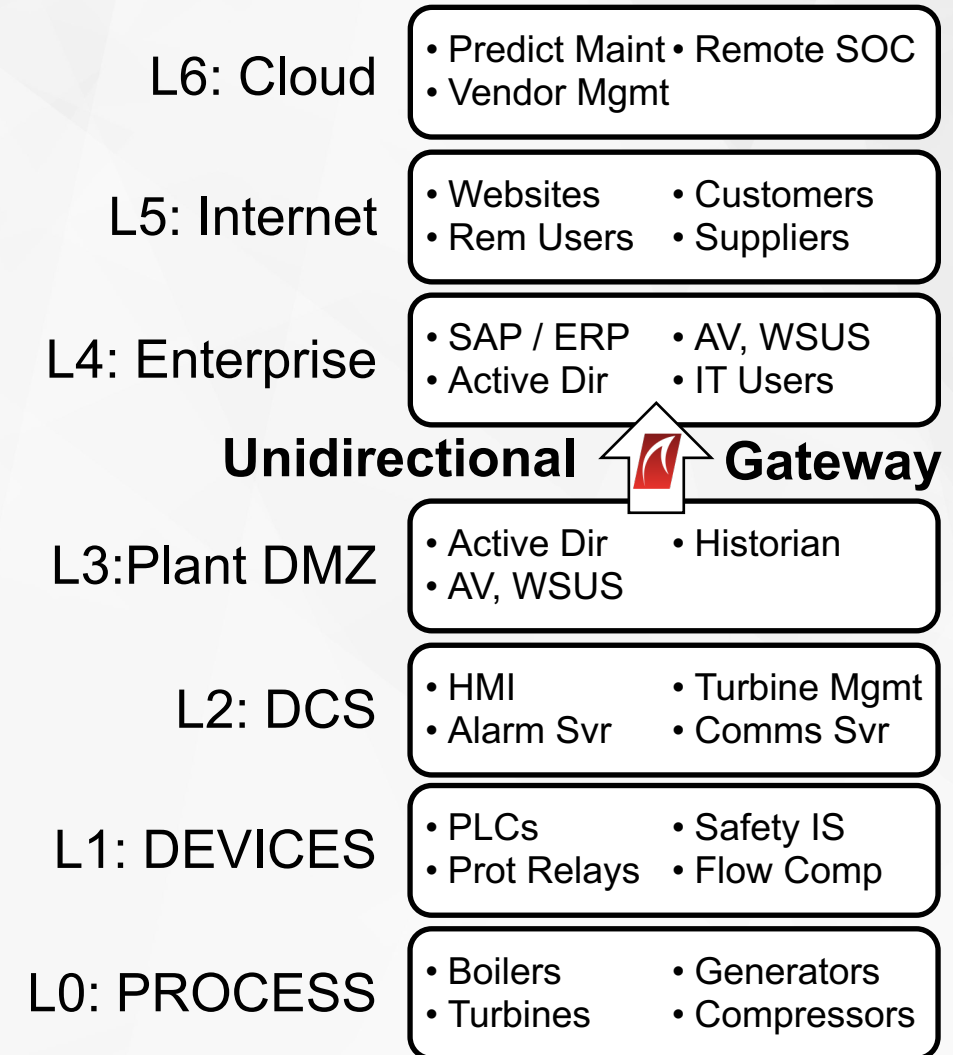 L6: Cloud
• Predict Maint • Remote SOC
• Vendor Mgmt
L5: Internet
• Websites • Customers
• Rem Users • Suppliers
L4: Enterprise
• SAP / ERP • AV, WSUS
• Active Dir • IT Users
Unidirectional Gateway
L3:Plant DMZ
• Active Dir • Historian
• AV, WSUS
L2: DCS
• HMI • Turbine Mgmt
• Alarm Svr • Comms Svr
L1: DEVICES
• PLCs • Safety IS
• Prot Relays • Flow Comp
L0: PROCESS
• Boilers • Generators
• Turbines • Compressors